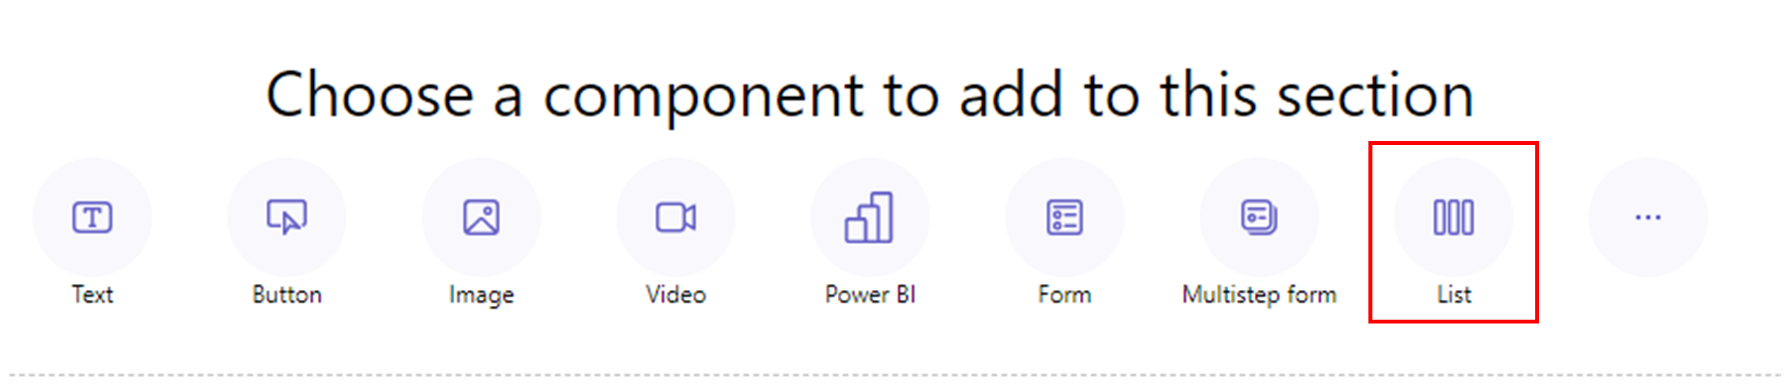 Choose a component to add to this section
Text Button Image Video Power BI Form Multistep form List